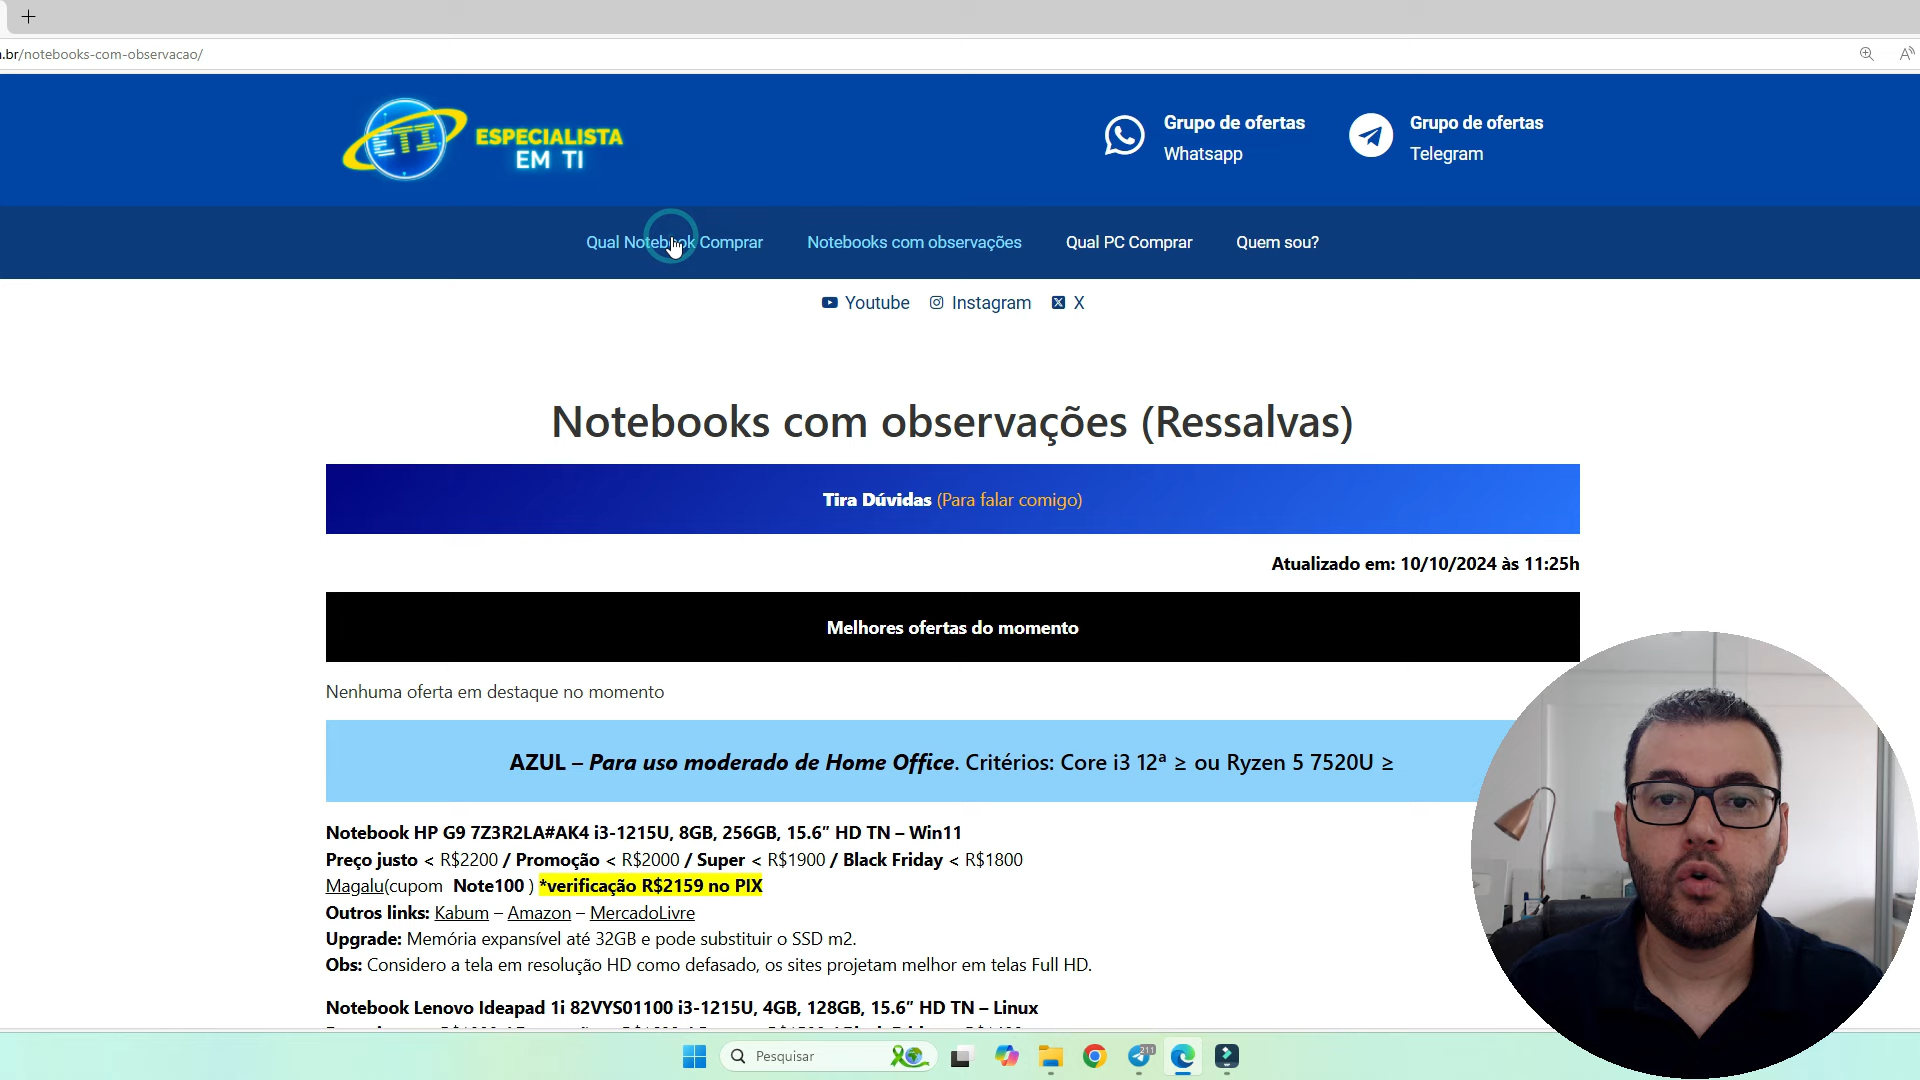 .br/notebooks-com-observacao/
ETI ESPECIALISTA
EM TI
Grupo de ofertas
Whatsapp
Grupo de ofertas
Telegram
Qual Notebook Comprar
Notebooks com observações
Qual PC Comprar
Quem sou?
Youtube
Instagram
X
Notebooks com observações (Ressalvas)
Tira Dúvidas (Para falar comigo)
Atualizado em: 10/10/2024 às 11:25h
Melhores ofertas do momento
Nenhuma oferta em destaque no momento
AZUL – Para uso moderado de Home Office. Critérios: Core i3 12ª ≥ ou Ryzen 5 7520U ≥
Notebook HP G9 7Z3R2LA#AK4 i3-1215U, 8GB, 256GB, 15.6” HD TN – Win11
Preço justo < R$2200 / Promoção < R$2000 / Super < R$1900 / Black Friday < R$1800
Magalu(cupom Note100 ) *verificação R$2159 no PIX
Outros links: Kabum – Amazon – MercadoLivre
Upgrade: Memória expansível até 32GB e pode substituir o SSD m2.
Obs: Considero a tela em resolução HD como defasado, os sites projetam melhor em telas Full HD.
Notebook Lenovo Ideapad 1i 82VYS01100 i3-1215U, 4GB, 128GB, 15.6” HD TN – Linux
Pesquisar
211